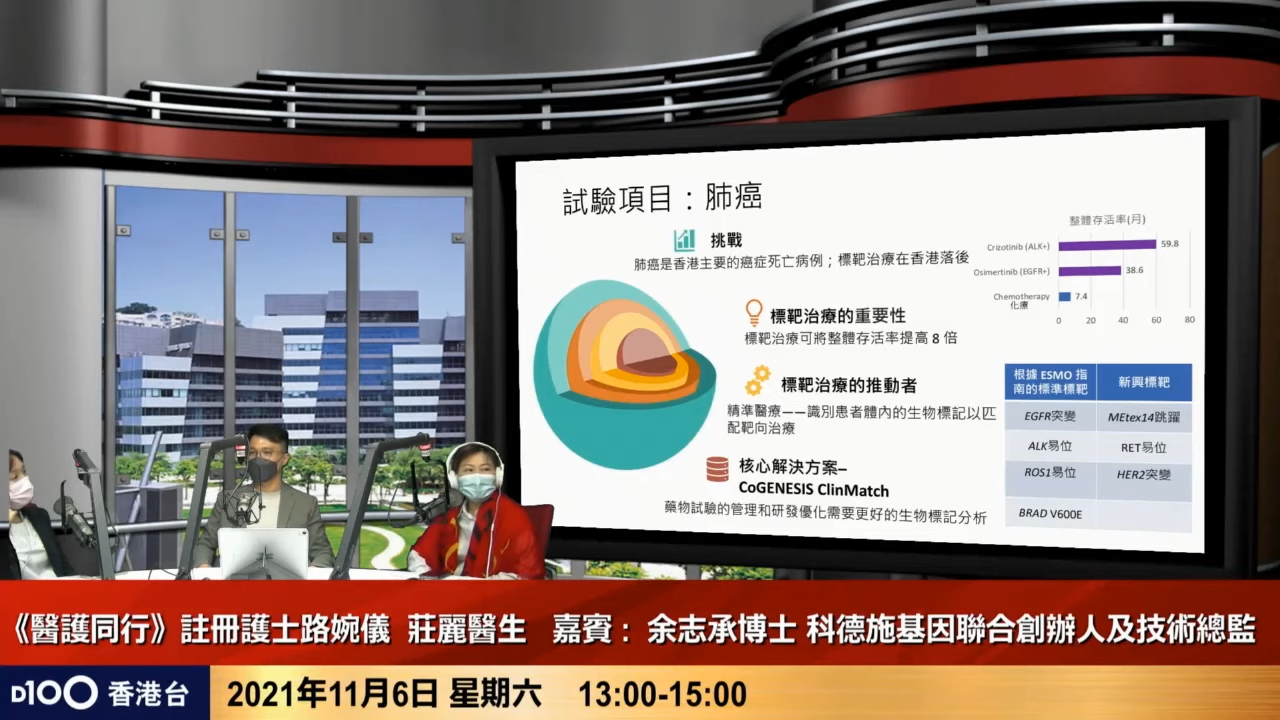 試驗項目：肺癌
挑戰
肺癌是香港主要的癌症死亡病例；標靶治療在香港落後
標靶治療的重要性
標靶治療可將整體存活率提高 8 倍
標靶治療的推動者
精準醫療——識別患者體內的生物標記以匹
配靶向治療
核心解決方案–
CoGENESIS ClinMatch
藥物試驗的管理和研發優化需要更好的生物標記分析
整體存活率(月)
Crizotinib (ALK+) 59.8
Osimertinib (EGFR+) 38.6
Chemotherapy 7.4
化療
0 20 40 60 80
根據 ESMO 指
南的標準標靶
新興標靶
EGFR突變 MEtex14跳躍
ALK易位 RET易位
ROS1易位 HER2突變
BRAD V600E
《醫護同行》註冊護士路婉儀 莊麗醫生 嘉賓： 余志承博士 科德施基因聯合創辦人及技術總監
D100 香港台 2021年11月6日 星期六 13:00-15:00